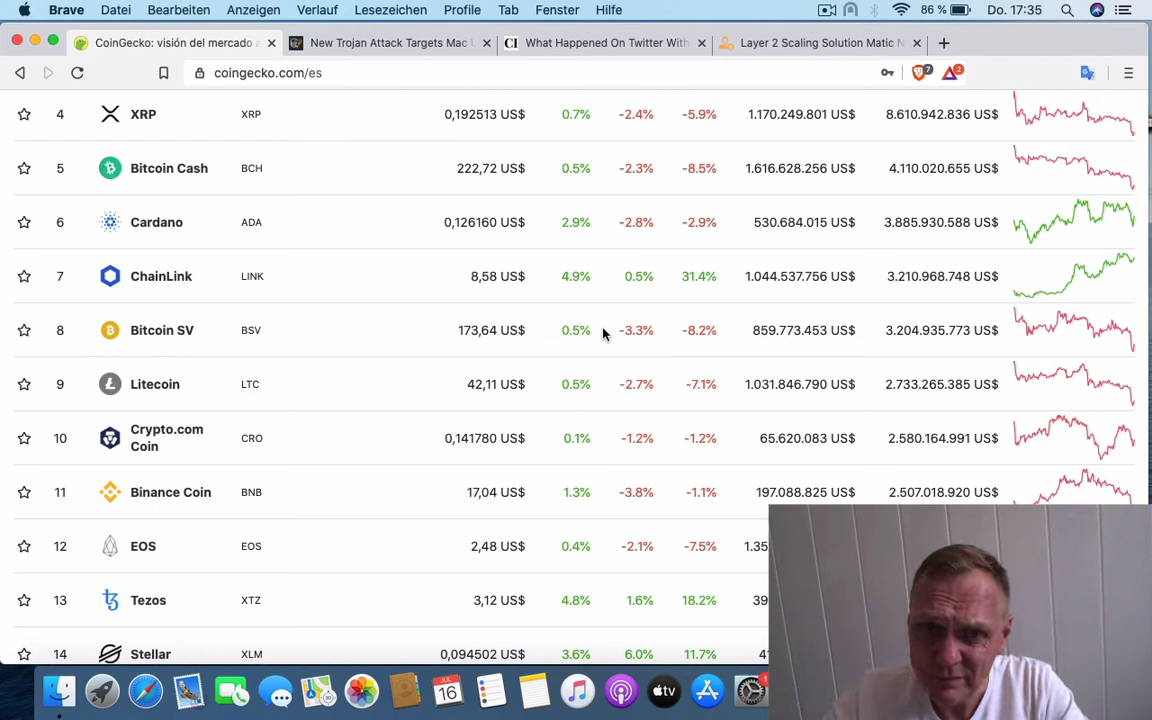 Brave Datei Bearbeiten Anzeigen Verlauf Lesezeichen Profile Tab Fenster Hilfe 86 % Do. 17:35
CoinGecko: visión del mercado New Trojan Attack Targets Mac CI What Happened On Twitter With Layer 2 Scaling Solution Matic N
coingecko.com/es 7 2
4 XRP XRP 0,192513 US$ 0.7% -2.4% -5.9% 1.170.249.801 US$ 8.610.942.836 US$
5 Bitcoin Cash BCH 222,72 US$ 0.5% -2.3% -8.5% 1.616.628.256 US$ 4.110.020.655 US$
6 Cardano ADA 0,126160 US$ 2.9% -2.8% -2.9% 530.684.015 US$ 3.885.930.588 US$
7 ChainLink LINK 8,58 US$ 4.9% 0.5% 31.4% 1.044.537.756 US$ 3.210.968.748 US$
8 Bitcoin SV BSV 173,64 US$ 0.5% -3.3% -8.2% 859.773.453 US$ 3.204.935.773 US$
9 Litecoin LTC 42,11 US$ 0.5% -2.7% -7.1% 1.031.846.790 US$ 2.733.265.385 US$
10 Crypto.com
Coin CRO 0,141780 US$ 0.1% -1.2% -1.2% 65.620.083 US$ 2.580.164.991 US$
11 Binance Coin BNB 17,04 US$ 1.3% -3.8% -1.1% 197.088.825 US$ 2.507.018.920 US$
12 EOS EOS 2,48 US$ 0.4% -2.1% -7.5% 1.35
13 Tezos XTZ 3,12 US$ 4.8% 1.6% 18.2% 39
14 Stellar XLM 0,094502 US$ 3.6% 6.0% 11.7% 41
JUL
16
tv
1